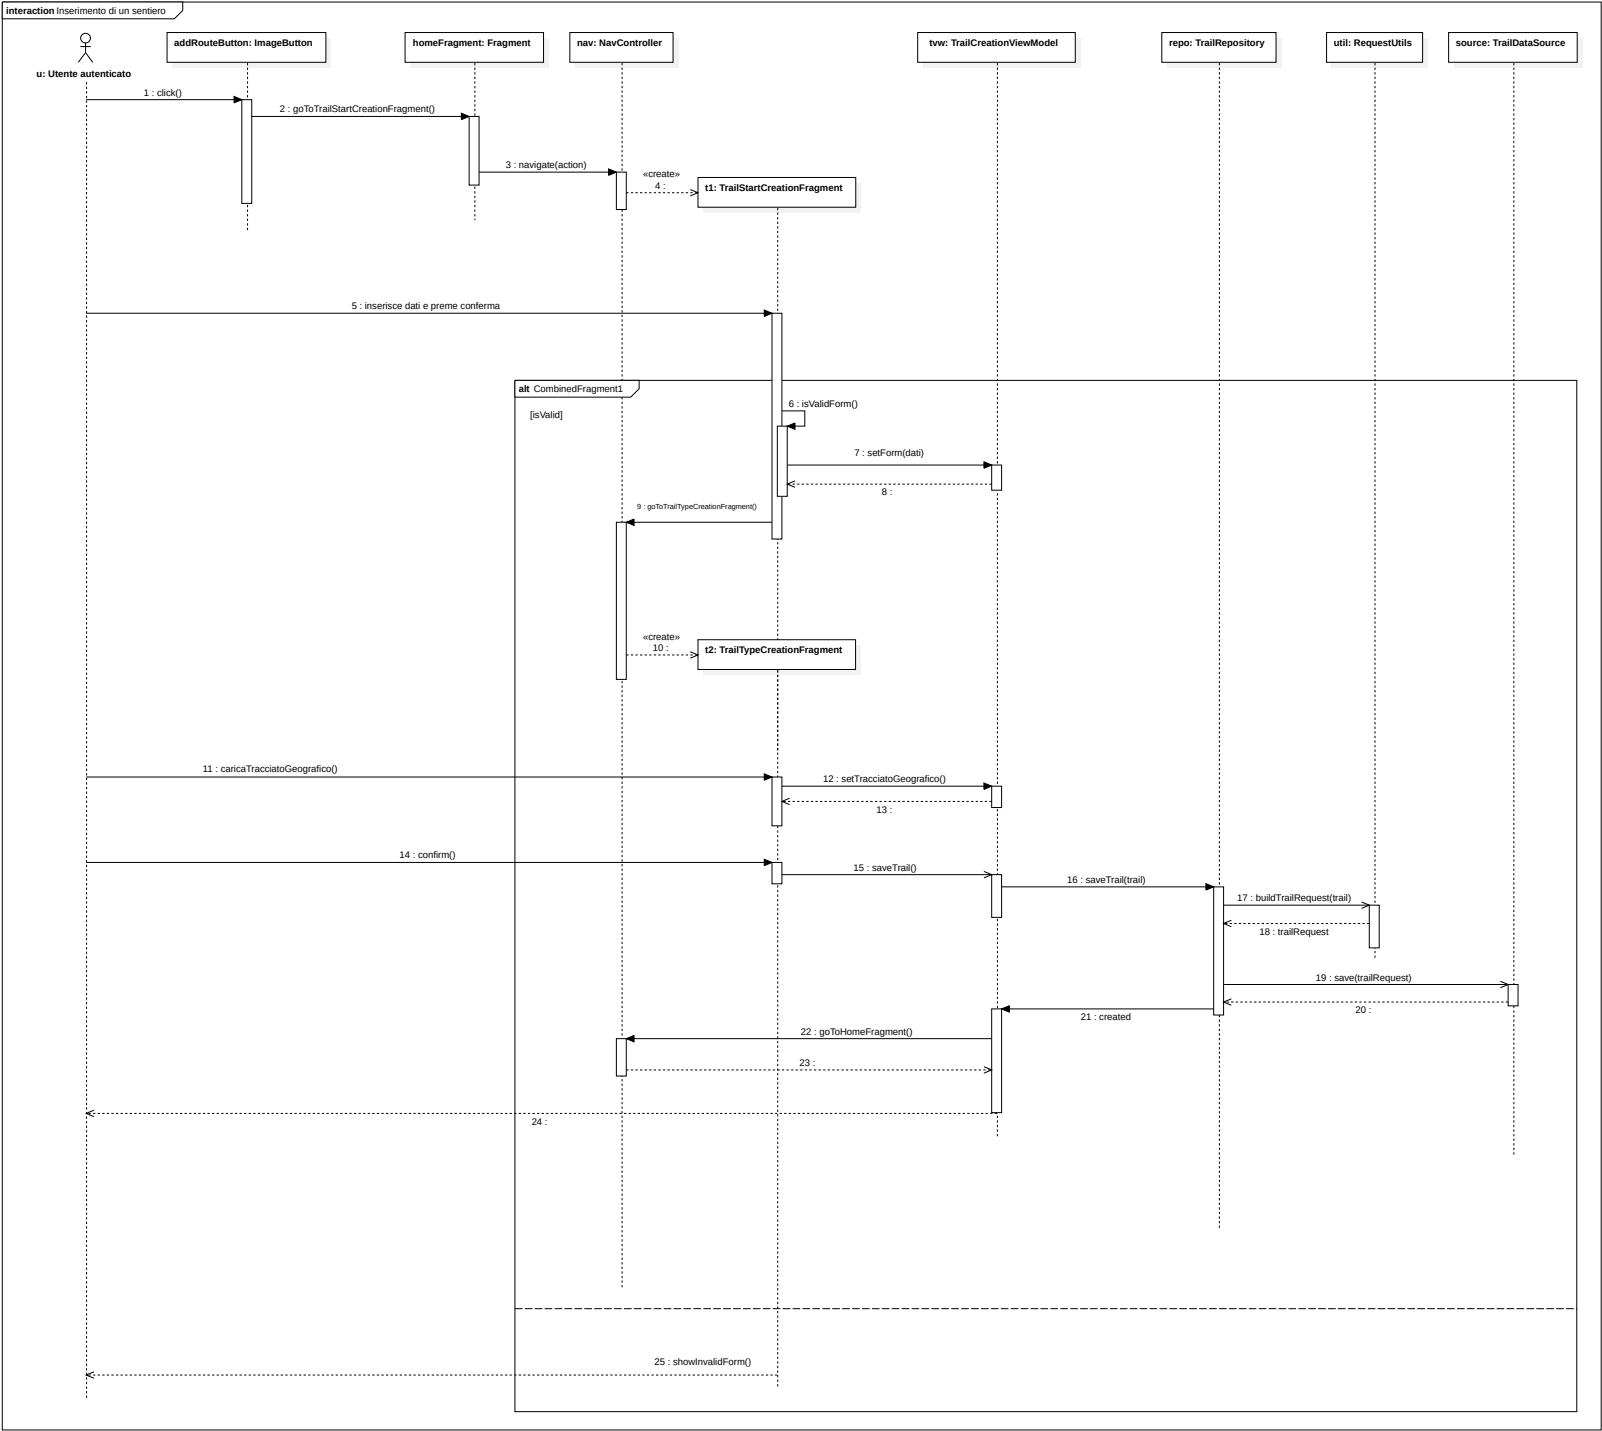 interaction Inserimento di un sentiero
u: Utente autenticato
addRouteButton: ImageButton
homeFragment: Fragment
nav: NavController
tvw: TrailCreationViewModel
repo: TrailRepository
util: RequestUtils
source: TrailDataSource
1 : click()
2 : goToTrailStartCreationFragment()
3 : navigate(action)
«create»
4 :
t1: TrailStartCreationFragment
5 : inserisce dati e preme conferma
alt CombinedFragment1
[isValid]
6 : isValidForm()
7 : setForm(dati)
8 :
9 : goToTrailTypeCreationFragment()
«create»
10 :
t2: TrailTypeCreationFragment
11 : caricaTracciatoGeografico()
12 : setTracciatoGeografico()
13 :
14 : confirm()
15 : saveTrail()
16 : saveTrail(trail)
17 : buildTrailRequest(trail)
18 : trailRequest
19 : save(trailRequest)
20 :
21 : created
22 : goToHomeFragment()
23 :
24 :
25 : showInvalidForm()